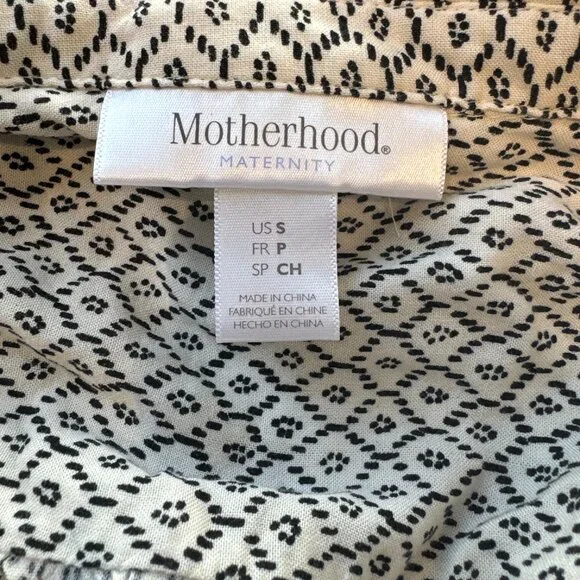 Motherhood®
MATERNITY
US S
FR P
SP CH
MADE IN CHINA
FABRIQUÉ EN CHINE
HECHO EN CHINA